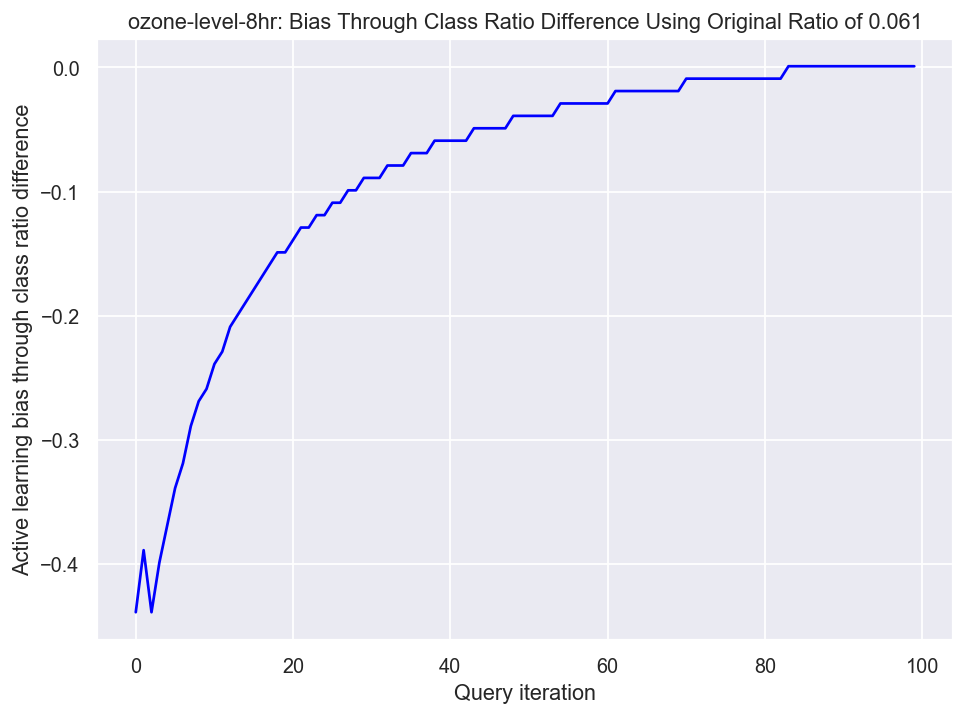 ozone-level-8hr: Bias Through Class Ratio Difference Using Original Ratio of 0.061
Active learning bias through class ratio difference
0.0
−0.1
−0.2
−0.3
−0.4
0 20 40 60 80 100
Query iteration